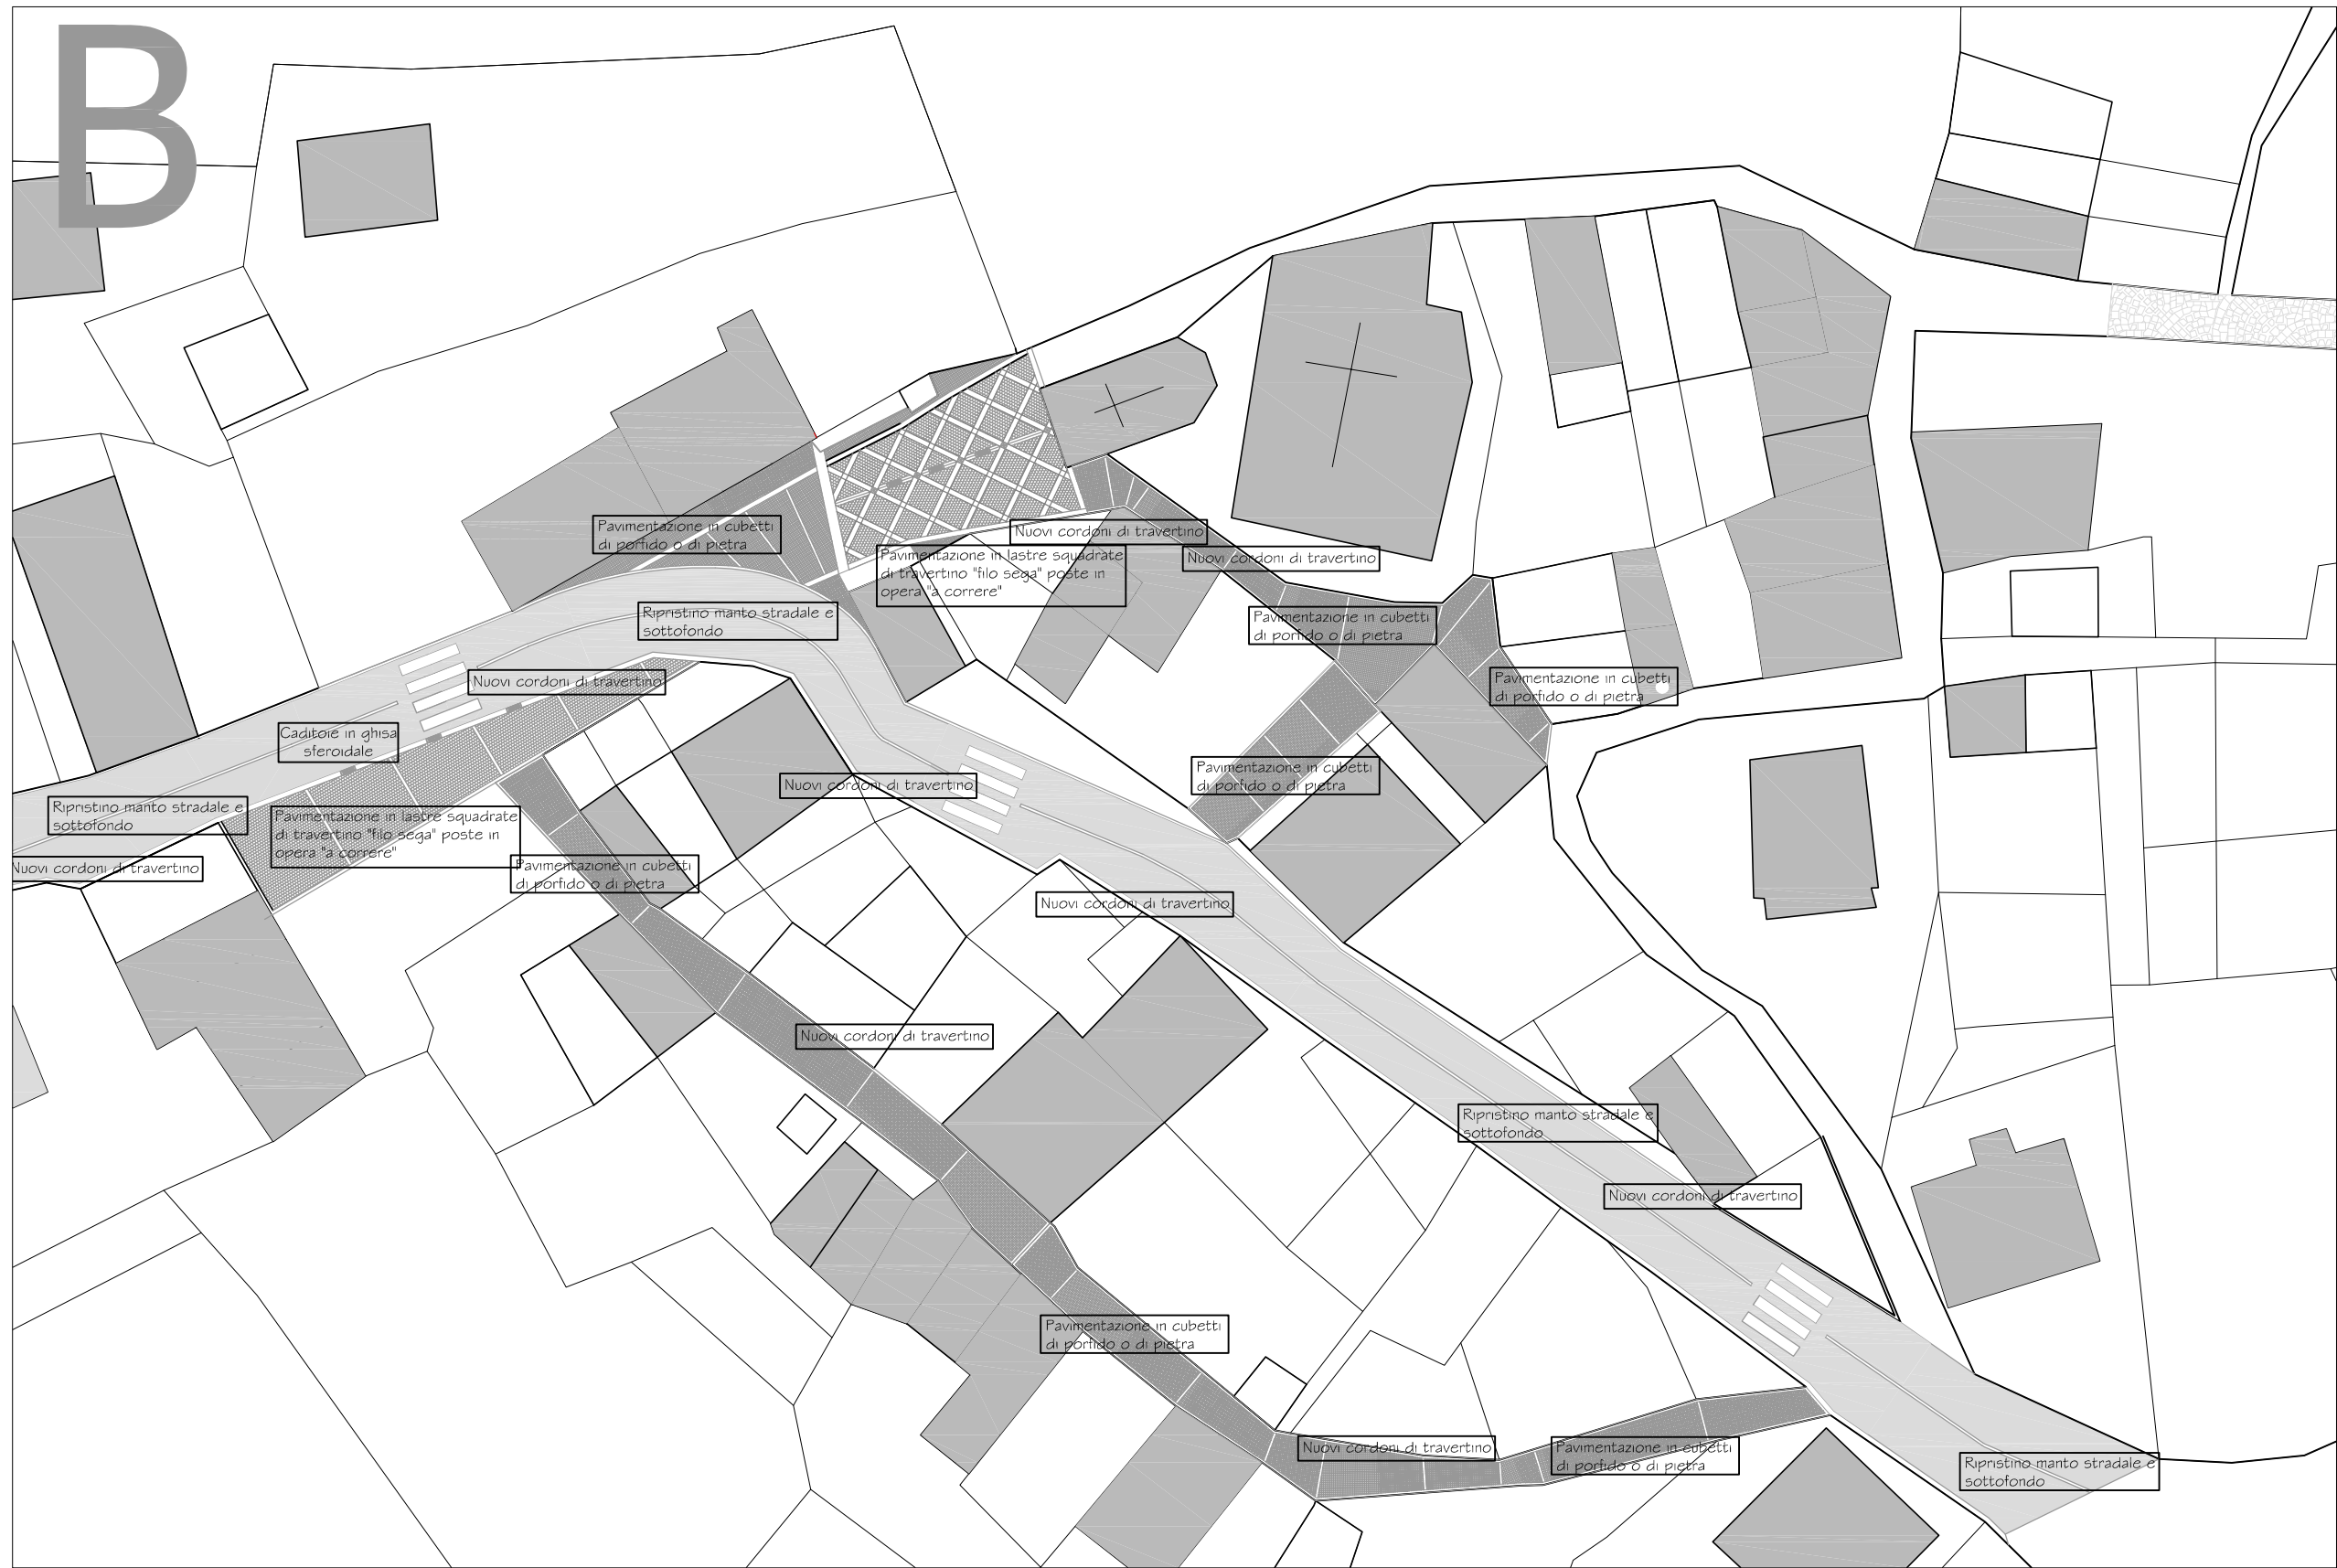 B
Pavimentazione in cubetti
di porfido o di pietra
Nuovi cordoni di travertino
Pavimentazione in lastre squadrate
di travertino "filo sega" poste in
opera "a correre"
Nuovi cordoni di travertino
Ripristino manto stradale e
sottofondo
Pavimentazione in cubetti
di porfido o di pietra
Nuovi cordoni di travertino
Pavimentazione in cubetti
di porfido o di pietra
Caditoie in ghisa
sferoidale
Pavimentazione in cubetti
di porfido o di pietra
Nuovi cordoni di travertino
Ripristino manto stradale e
sottofondo
Pavimentazione in lastre squadrate
di travertino "filo sega" poste in
opera "a correre"
Nuovi cordoni di travertino
Pavimentazione in cubetti
di porfido o di pietra
Nuovi cordoni di travertino
Nuovi cordoni di travertino
Ripristino manto stradale e
sottofondo
Nuovi cordoni di travertino
Pavimentazione in cubetti
di porfido o di pietra
Nuovi cordoni di travertino
Pavimentazione in cubetti
di porfido o di pietra
Ripristino manto stradale e
sottofondo